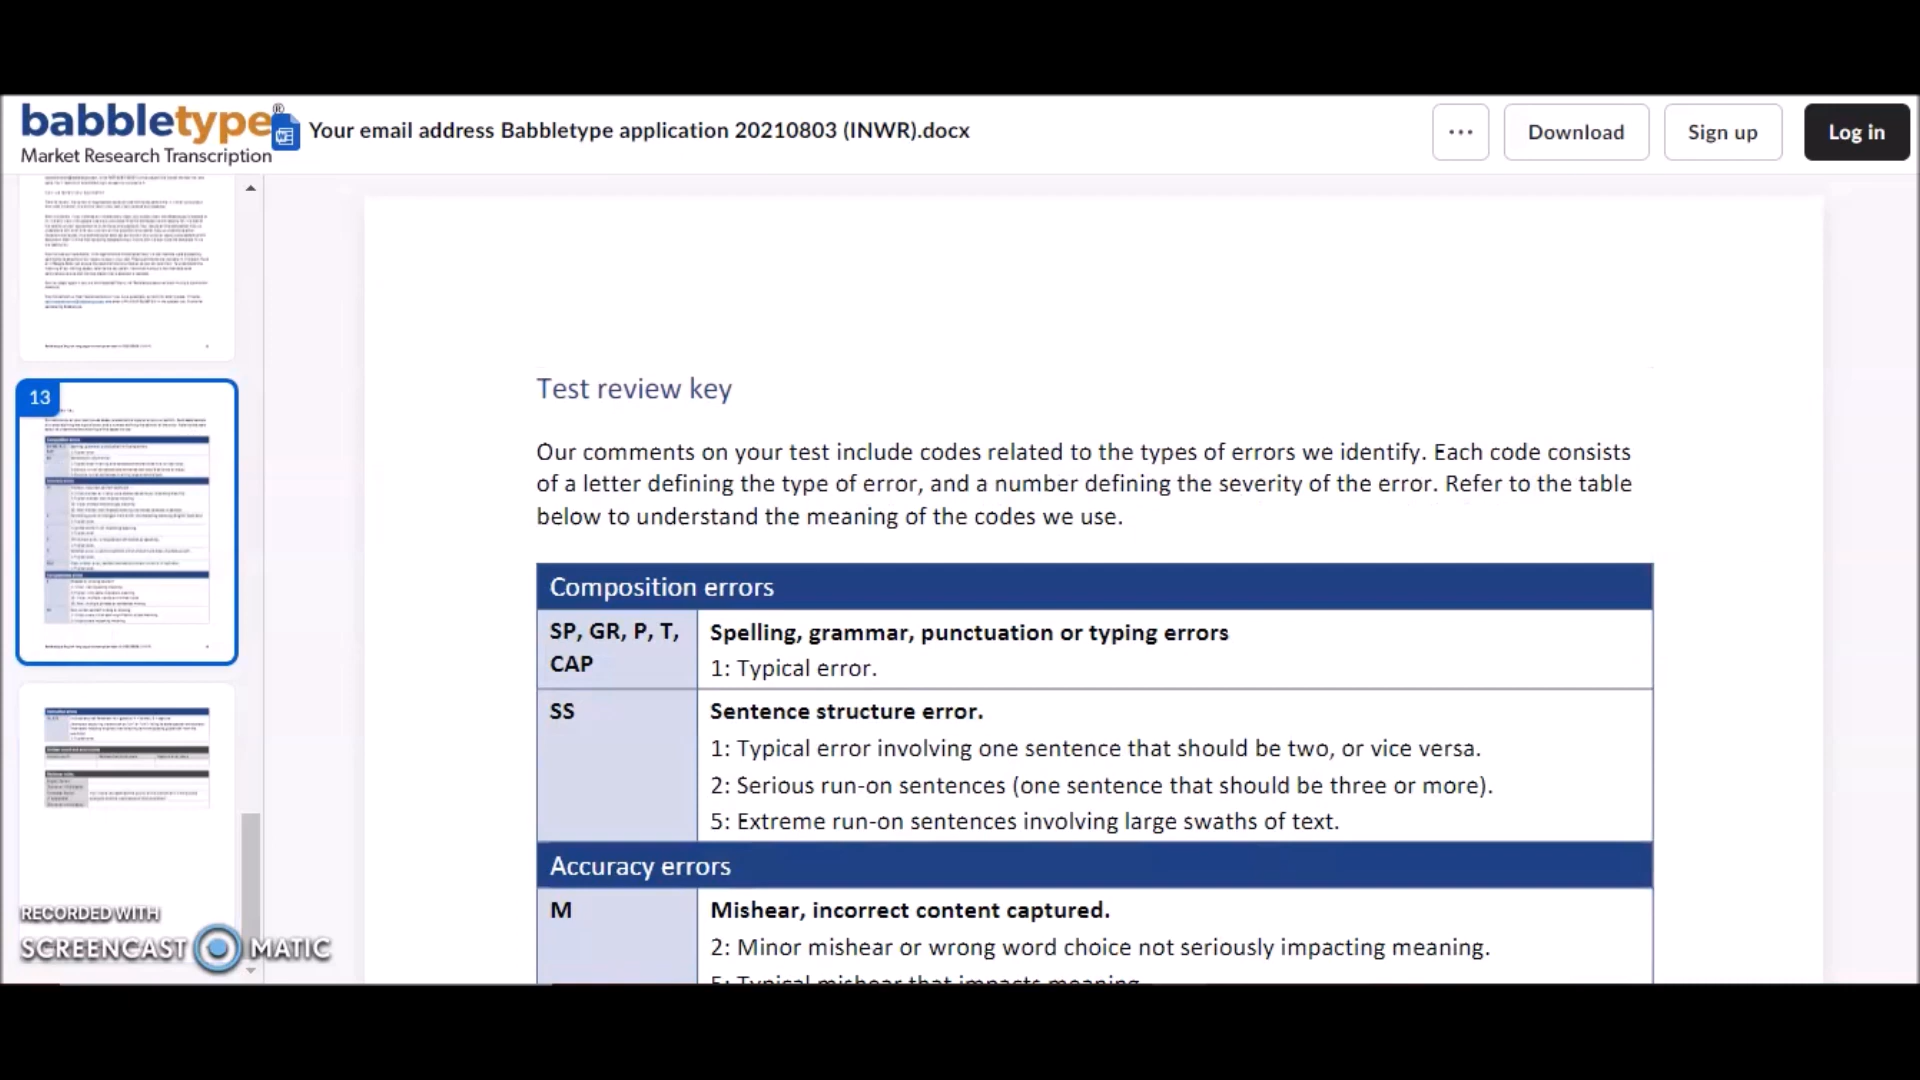 babbletype®
Market Research Transcription
Your email address Babbletype application 20210803 (INWR).docx
Download
Sign up
Log in
13
Test review key
Our comments on your test include codes related to the types of errors we identify. Each code consists
of a letter defining the type of error, and a number defining the severity of the error. Refer to the table
below to understand the meaning of the codes we use.
Composition errors
SP, GR, P, T,
CAP
Spelling, grammar, punctuation or typing errors
1: Typical error.
SS
Sentence structure error.
1: Typical error involving one sentence that should be two, or vice versa.
2: Serious run-on sentences (one sentence that should be three or more).
5: Extreme run-on sentences involving large swaths of text.
Accuracy errors
M
Mishear, incorrect content captured.
2: Minor mishear or wrong word choice not seriously impacting meaning.
5: Typical mishear that impacts meaning.
RECORDED WITH
SCREENCAST MATIC